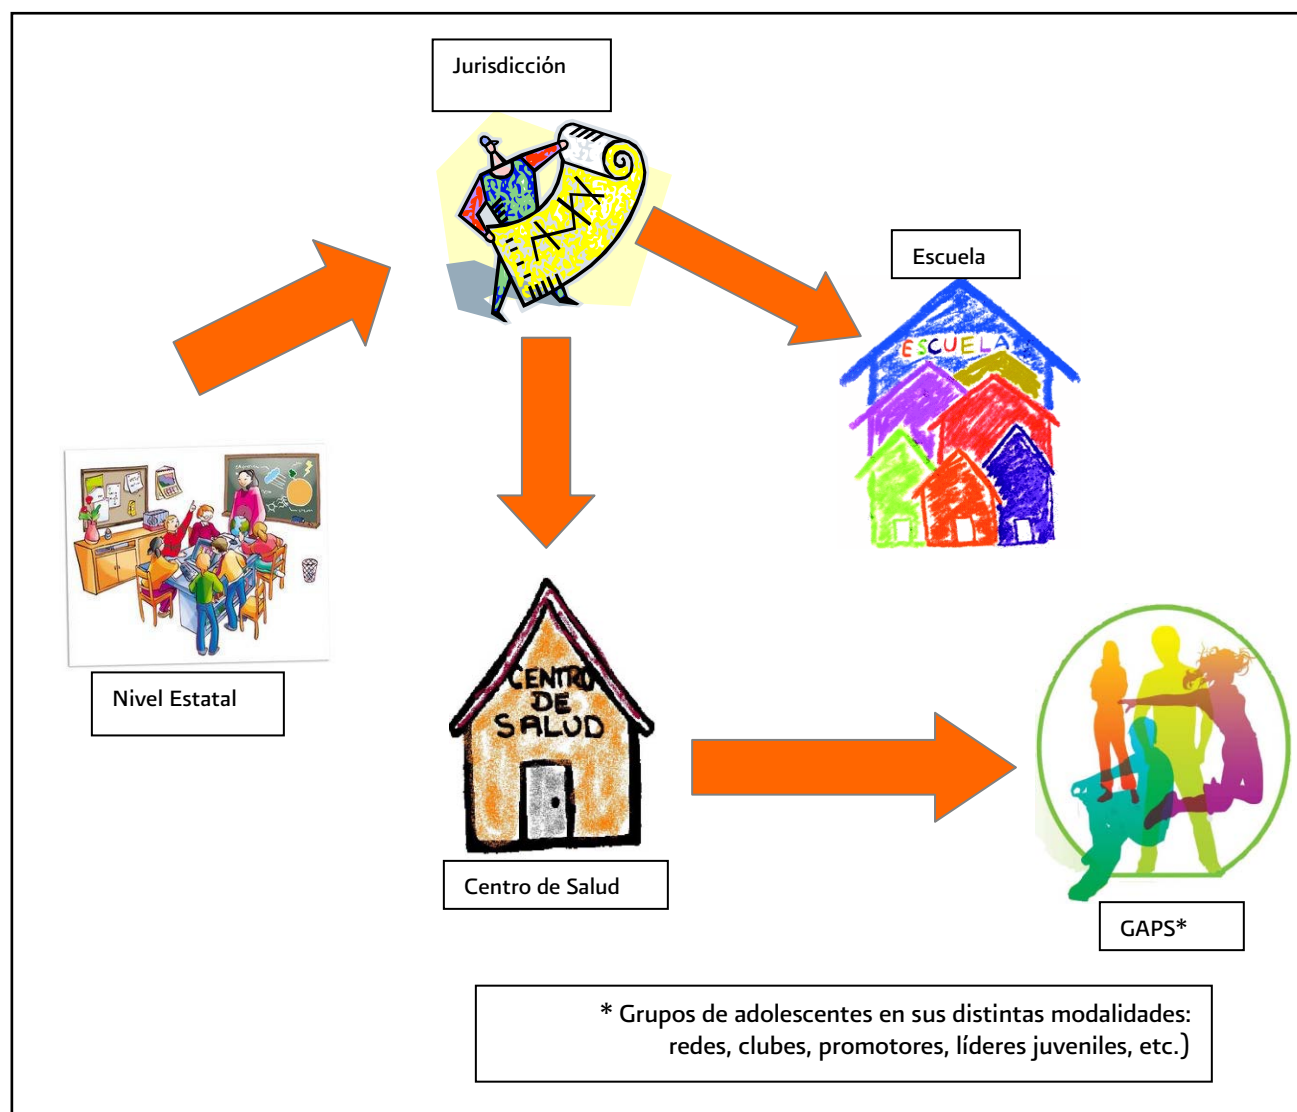 Jurisdicción
Escuela
ESCUELA
Nivel Estatal
CENTRO
DE
SALUD
Centro de Salud
GAPS*
* Grupos de adolescentes en sus distintas modalidades:
redes, clubes, promotores, líderes juveniles, etc.)